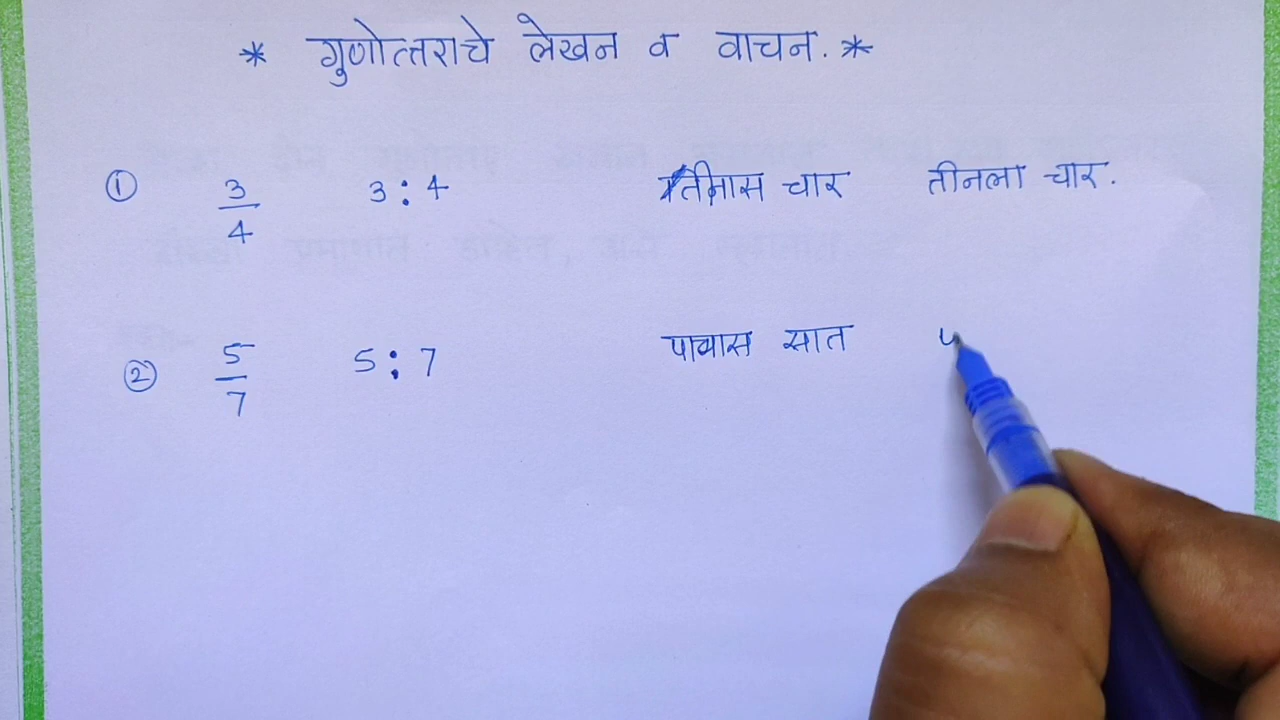 * गुणोत्तराचे लेखन व वाचन. *
① 3/4 3 : 4 तीनास चार तीनला चार.
② 5/7 5 : 7 पाचास सात